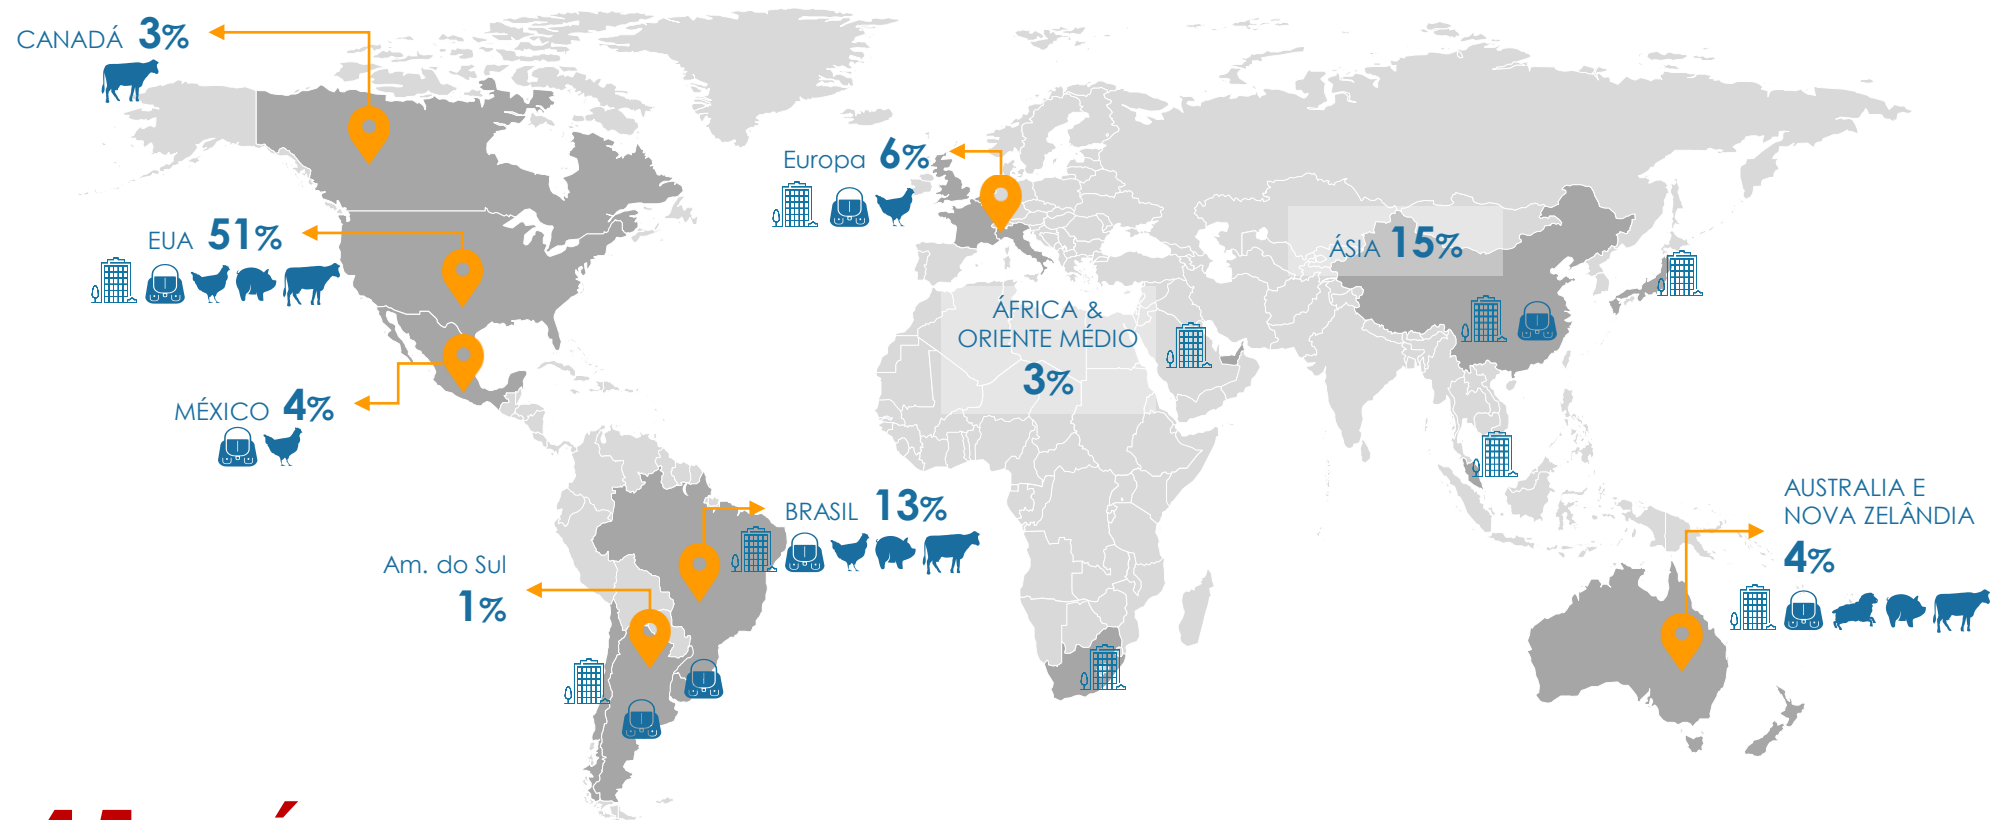 CANADÁ 3%
EUA 51%
MÉXICO 4%
Europa 6%
ÁSIA 15%
ÁFRICA &
ORIENTE MÉDIO
3%
BRASIL 13%
Am. do Sul
1%
AUSTRALIA E
NOVA ZELÂNDIA
4%